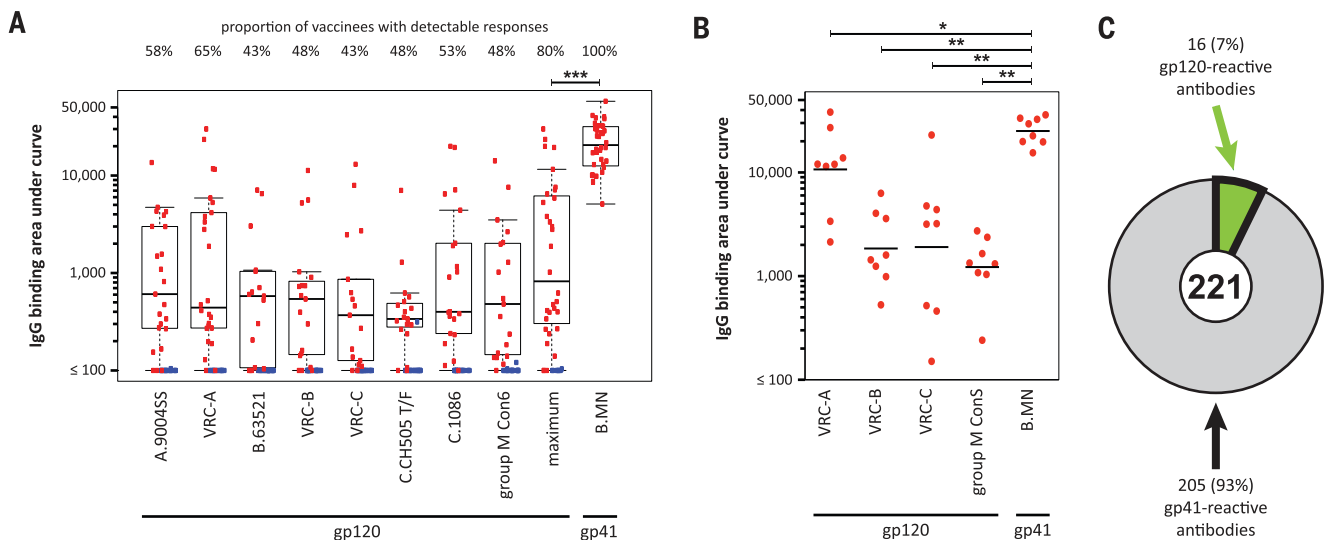 A
proportion of vaccinees with detectable responses
58% 65% 43% 48% 43% 48% 53% 48% 80% 100%
***
IgG binding area under curve
50,000
10,000
1,000
≤ 100
A.9004SS
VRC-A
B.63521
VRC-B
VRC-C
C.CH505 T/F
C.1086
group M Con6
maximum
B.MN
gp120
gp41
B
*
**
**
**
IgG binding area under curve
50,000
10,000
1,000
≤ 100
VRC-A
VRC-B
VRC-C
group M ConS
B.MN
gp120
gp41
C
16 (7%)
gp120-reactive
antibodies
221
205 (93%)
gp41-reactive
antibodies